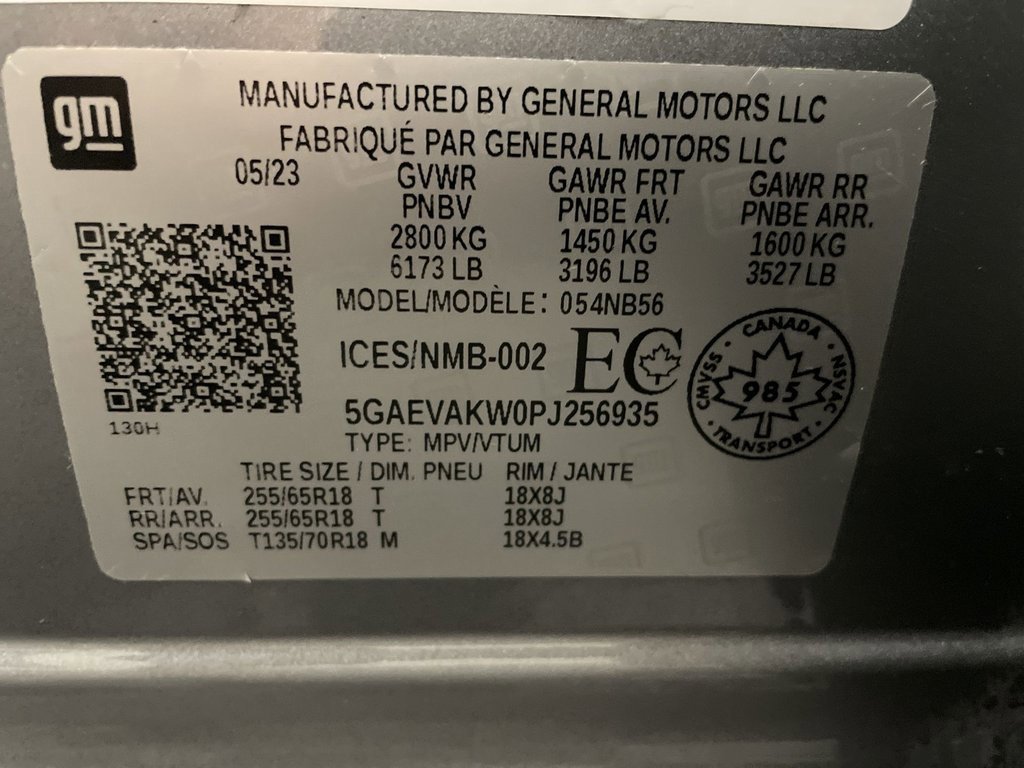 gm
MANUFACTURED BY GENERAL MOTORS LLC
FABRIQUÉ PAR GENERAL MOTORS LLC
05/23 GVWR GAWR FRT GAWR RR
PNBV PNBE AV. PNBE ARR.
2800 KG 1450 KG 1600 KG
6173 LB 3196 LB 3527 LB
MODEL/MODÈLE: 054NB56
ICES/NMB-002 EC
CANADA
CMVSS 985 NSVAC
TRANSPORT
5GAEVAKW0PJ256935
130H
TYPE: MPV/VTUM
TIRE SIZE / DIM. PNEU RIM / JANTE
FRT/AV. 255/65R18 T 18X8J
RR/ARR. 255/65R18 T 18X8J
SPA/SOS T135/70R18 M 18X4.5B